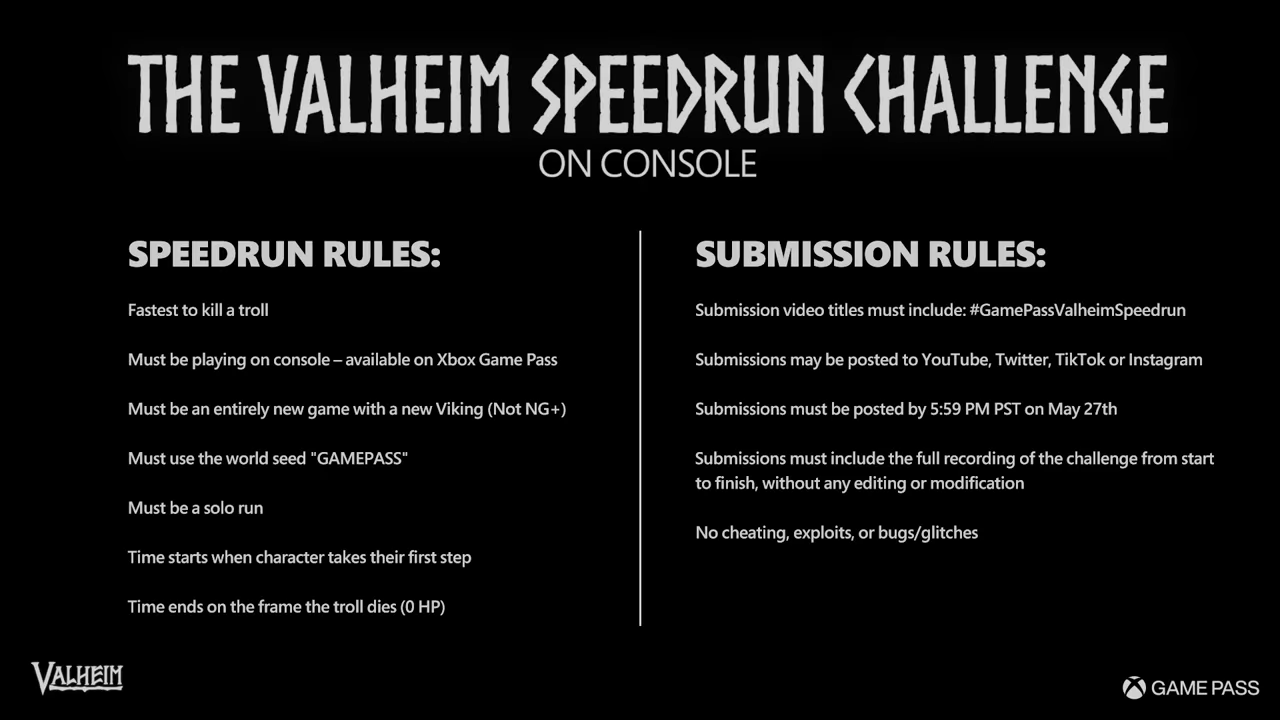 THE VALHEIM SPEEDRUN CHALLENGE
ON CONSOLE
SPEEDRUN RULES:
Fastest to kill a troll
Must be playing on console – available on Xbox Game Pass
Must be an entirely new game with a new Viking (Not NG+)
Must use the world seed "GAMEPASS"
Must be a solo run
Time starts when character takes their first step
Time ends on the frame the troll dies (0 HP)
SUBMISSION RULES:
Submission video titles must include: #GamePassValheimSpeedrun
Submissions may be posted to YouTube, Twitter, TikTok or Instagram
Submissions must be posted by 5:59 PM PST on May 27th
Submissions must include the full recording of the challenge from start
to finish, without any editing or modification
No cheating, exploits, or bugs/glitches
VALHEIM
GAME PASS